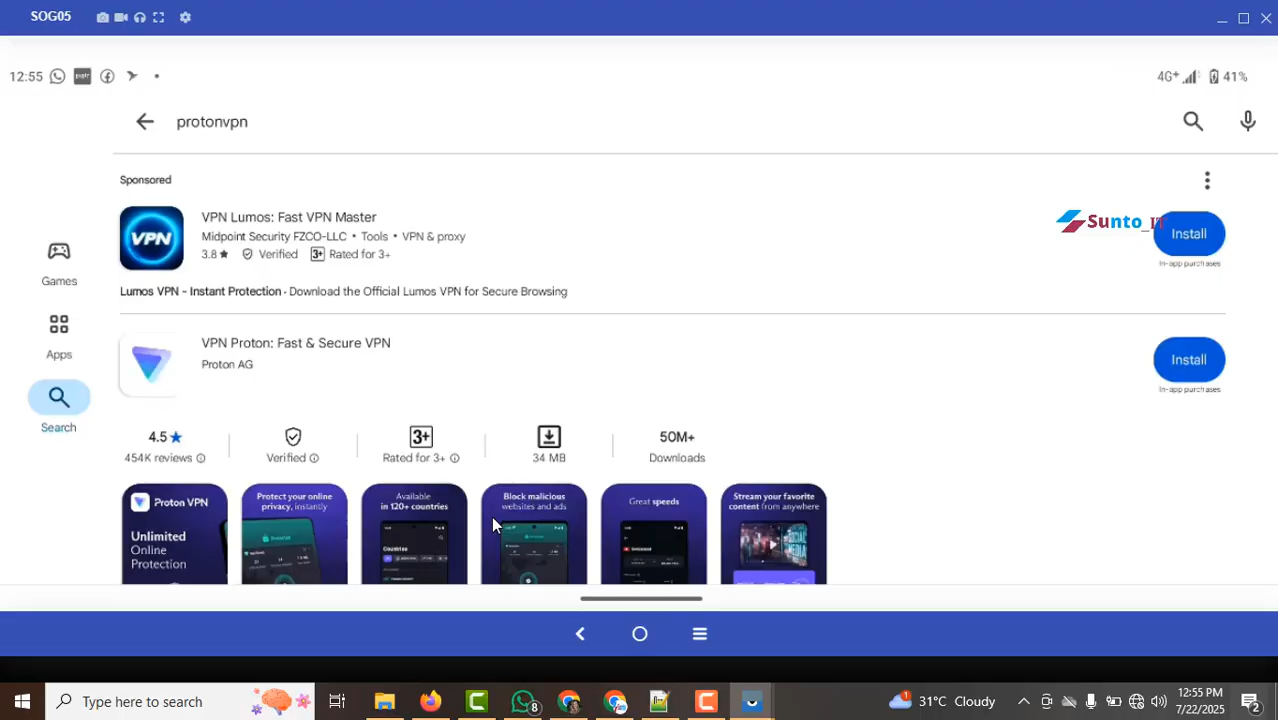 SOG05
12:55
4G+ 41%
protonvpn
Sponsored
VPN
VPN Lumos: Fast VPN Master
Midpoint Security FZCO-LLC • Tools • VPN & proxy
3.8★ Verified 3+ Rated for 3+
Sunto_IT
Install
In-app purchases
Lumos VPN - Instant Protection · Download the Official Lumos VPN for Secure Browsing
Games
Apps
Search
VPN Proton: Fast & Secure VPN
Proton AG
Install
In-app purchases
4.5★ 3+ 50M+
454K reviews Verified Rated for 3+ 34 MB Downloads
Proton VPN
Unlimited
Online
Protection
Protect your online
privacy, instantly
Available
in 120+ countries
Countries
Block malicious
websites and ads
Great speeds
Stream your favorite
content from anywhere
Type here to search
8
1
31°C Cloudy
12:55 PM
7/22/2025
2